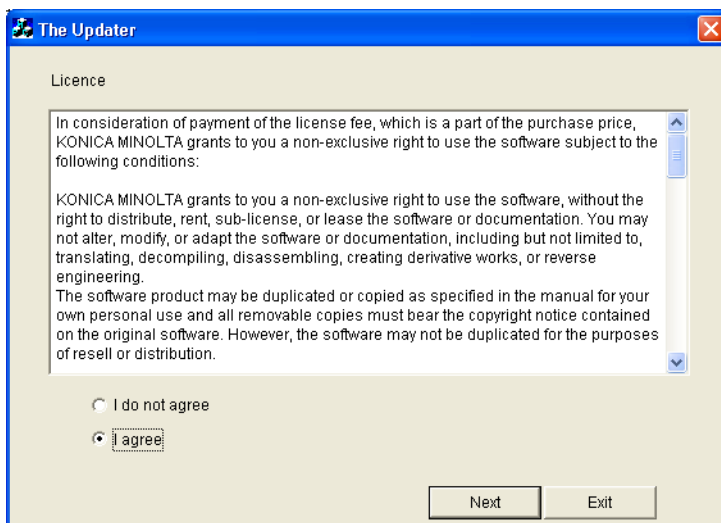 The Updater
Licence
In consideration of payment of the license fee, which is a part of the purchase price,
KONICA MINOLTA grants to you a non-exclusive right to use the software subject to the
following conditions:
KONICA MINOLTA grants to you a non-exclusive right to use the software, without the
right to distribute, rent, sub-license, or lease the software or documentation. You may
not alter, modify, or adapt the software or documentation, including but not limited to,
translating, decompiling, disassembling, creating derivative works, or reverse
engineering.
The software product may be duplicated or copied as specified in the manual for your
own personal use and all removable copies must bear the copyright notice contained
on the original software. However, the software may not be duplicated for the purposes
of resell or distribution.
I do not agree
I agree
Next Exit